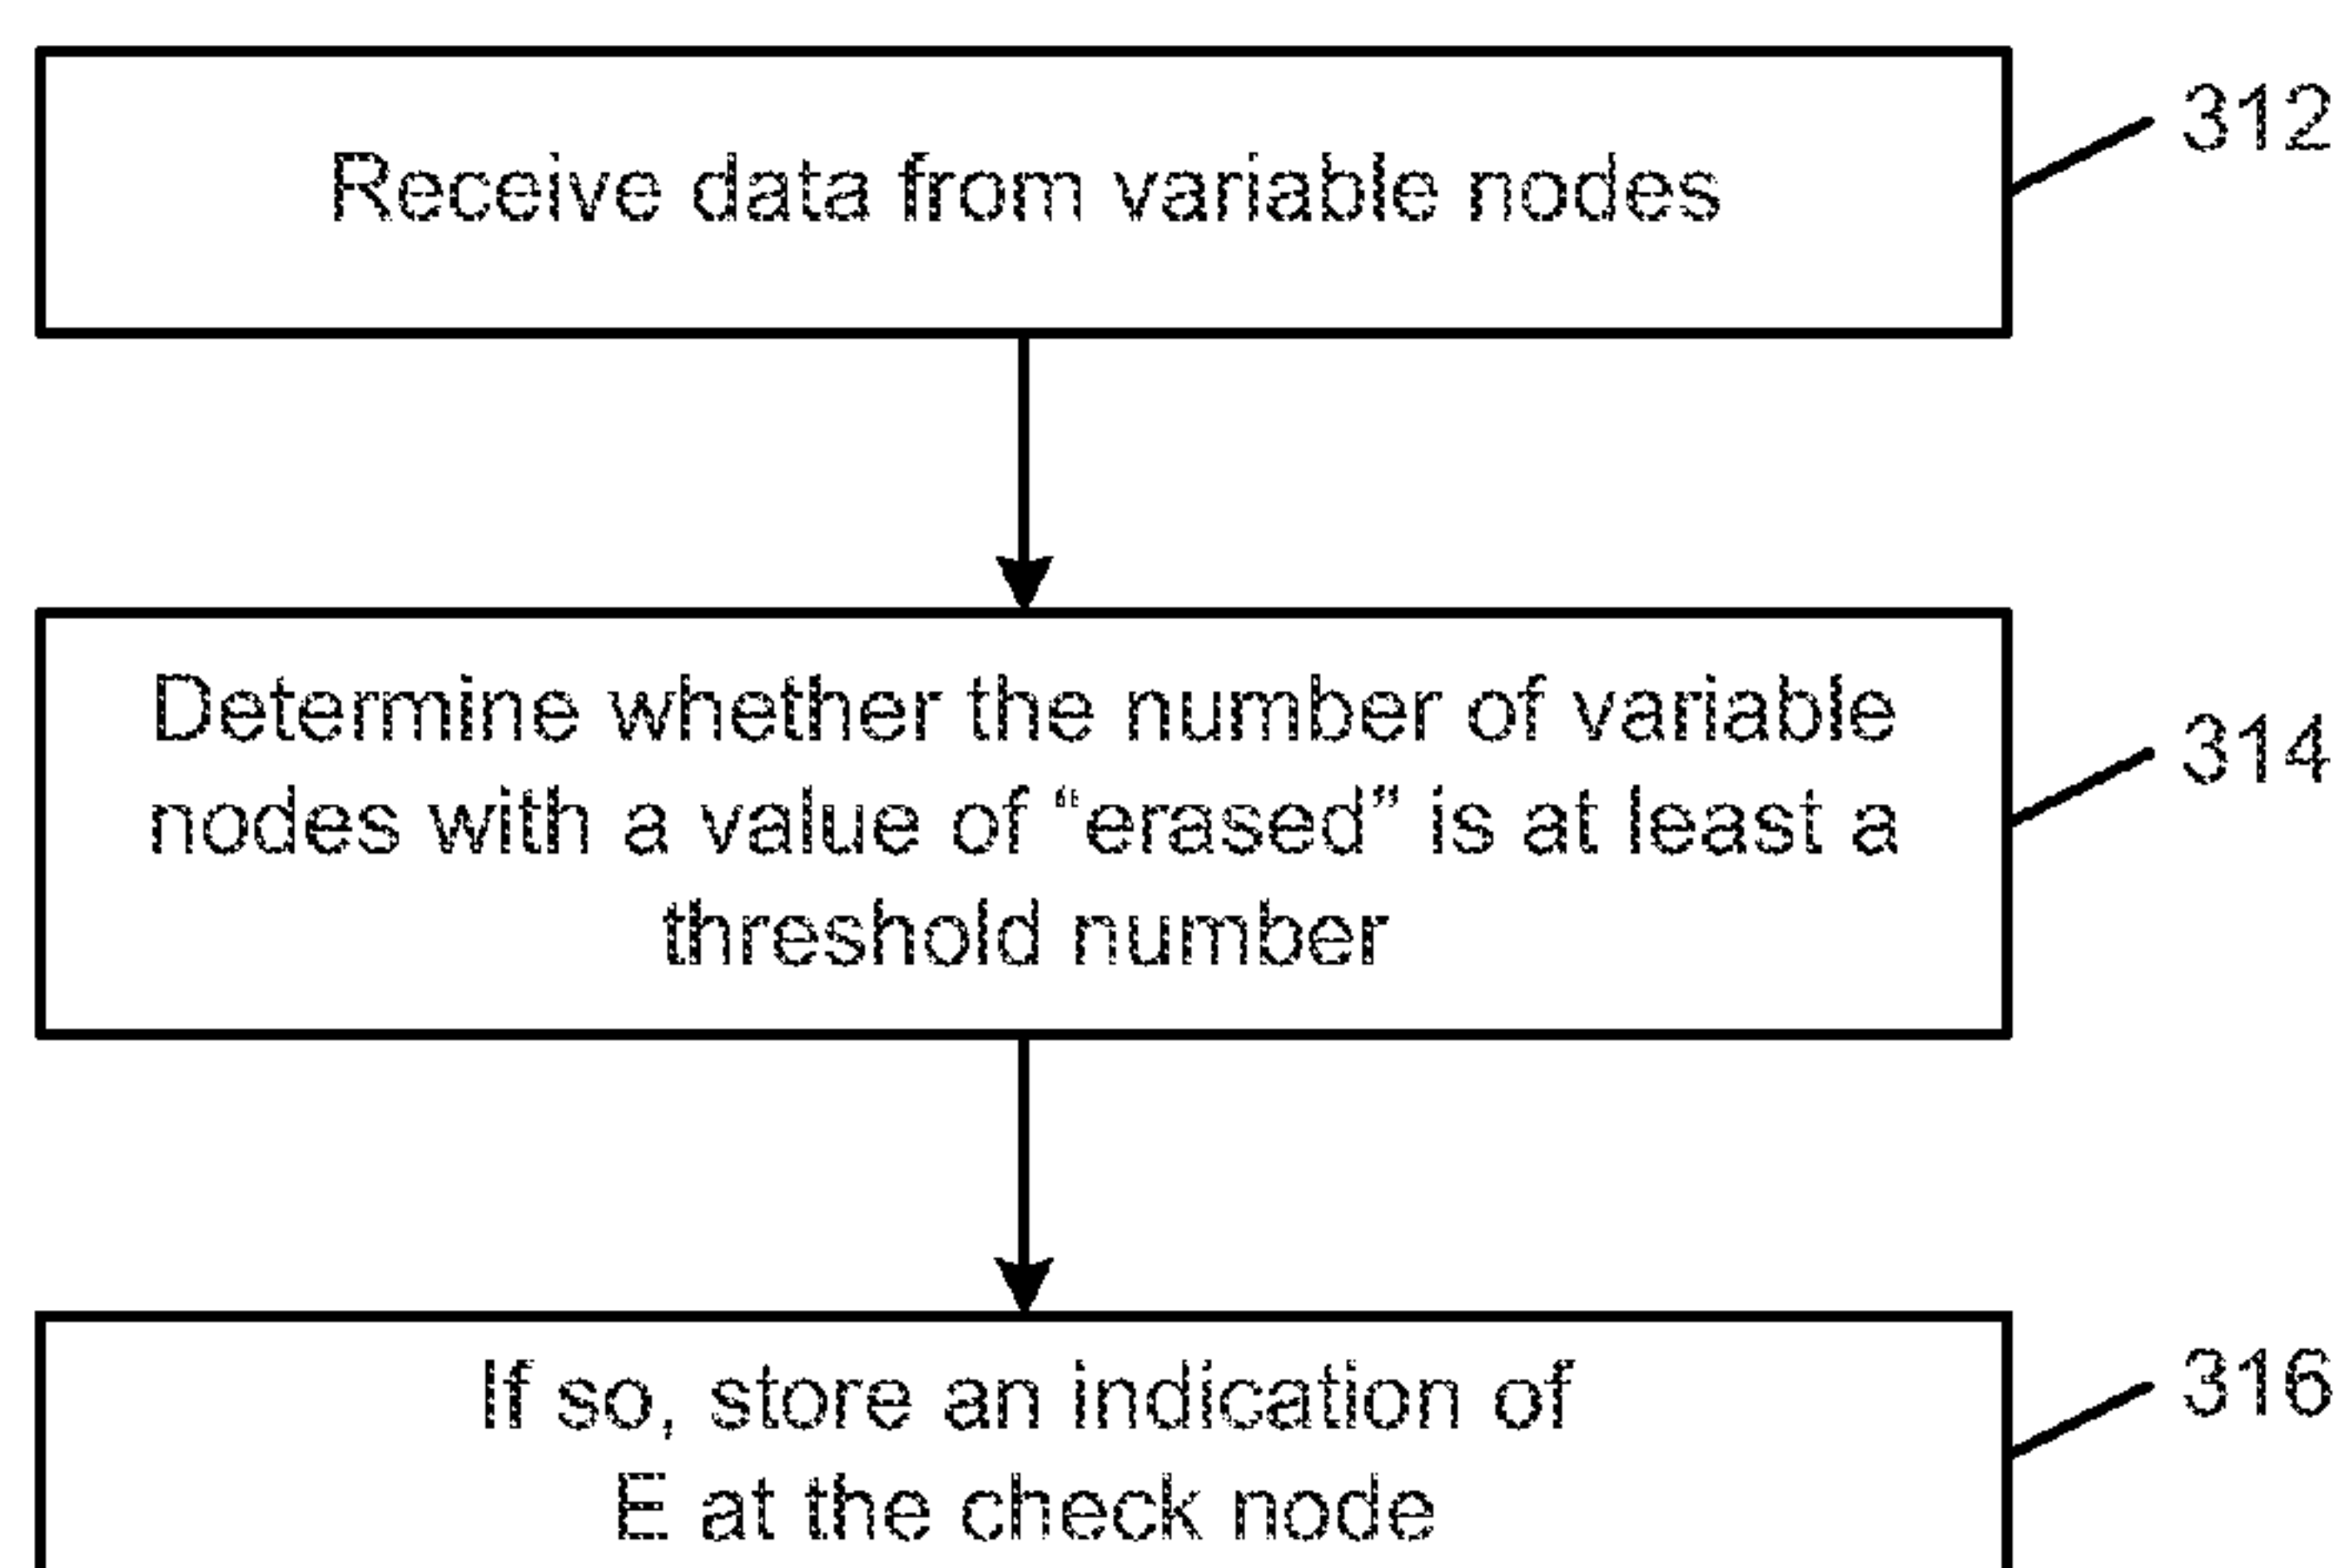 Receive data from variable nodes
312
Determine whether the number of variable
nodes with a value of “erased” is at least a
threshold number
314
If so, store an indication of
E at the check node
316